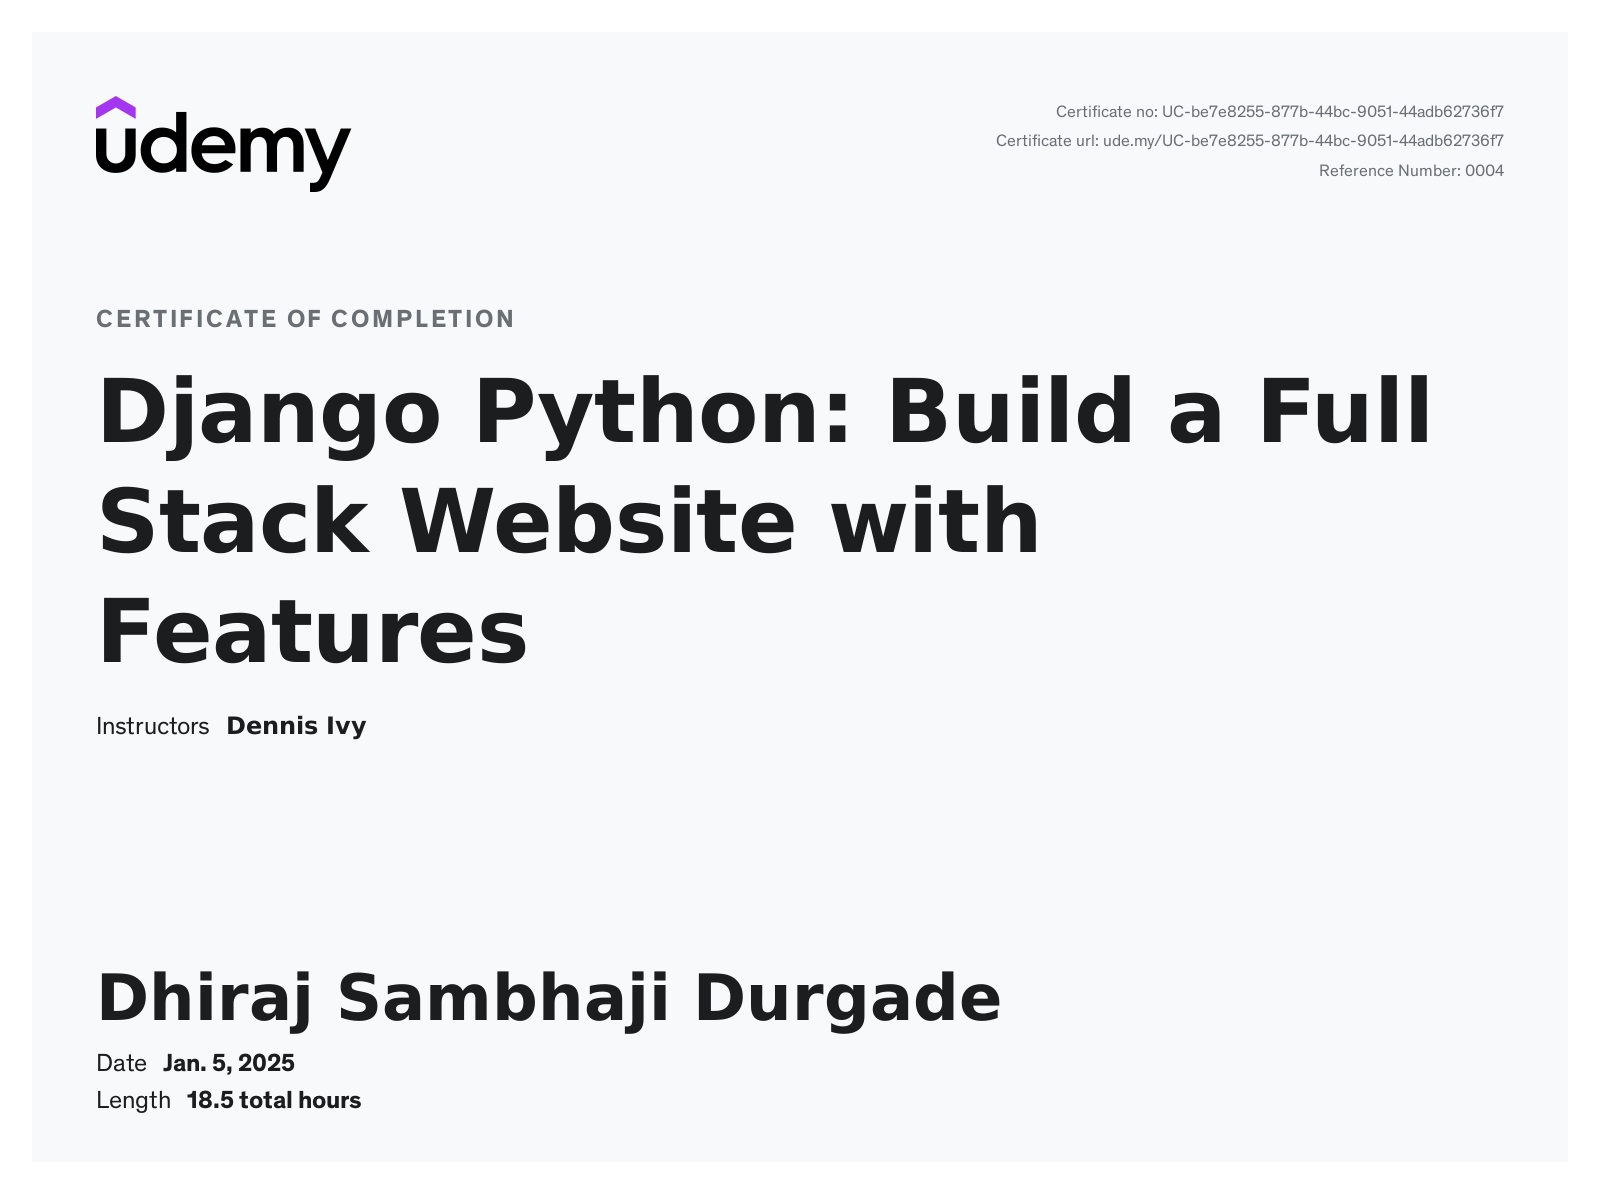 udemy
Certificate no: UC-be7e8255-877b-44bc-9051-44adb62736f7
Certificate url: ude.my/UC-be7e8255-877b-44bc-9051-44adb62736f7
Reference Number: 0004
CERTIFICATE OF COMPLETION
Django Python: Build a Full
Stack Website with
Features
Instructors Dennis Ivy
Dhiraj Sambhaji Durgade
Date Jan. 5, 2025
Length 18.5 total hours